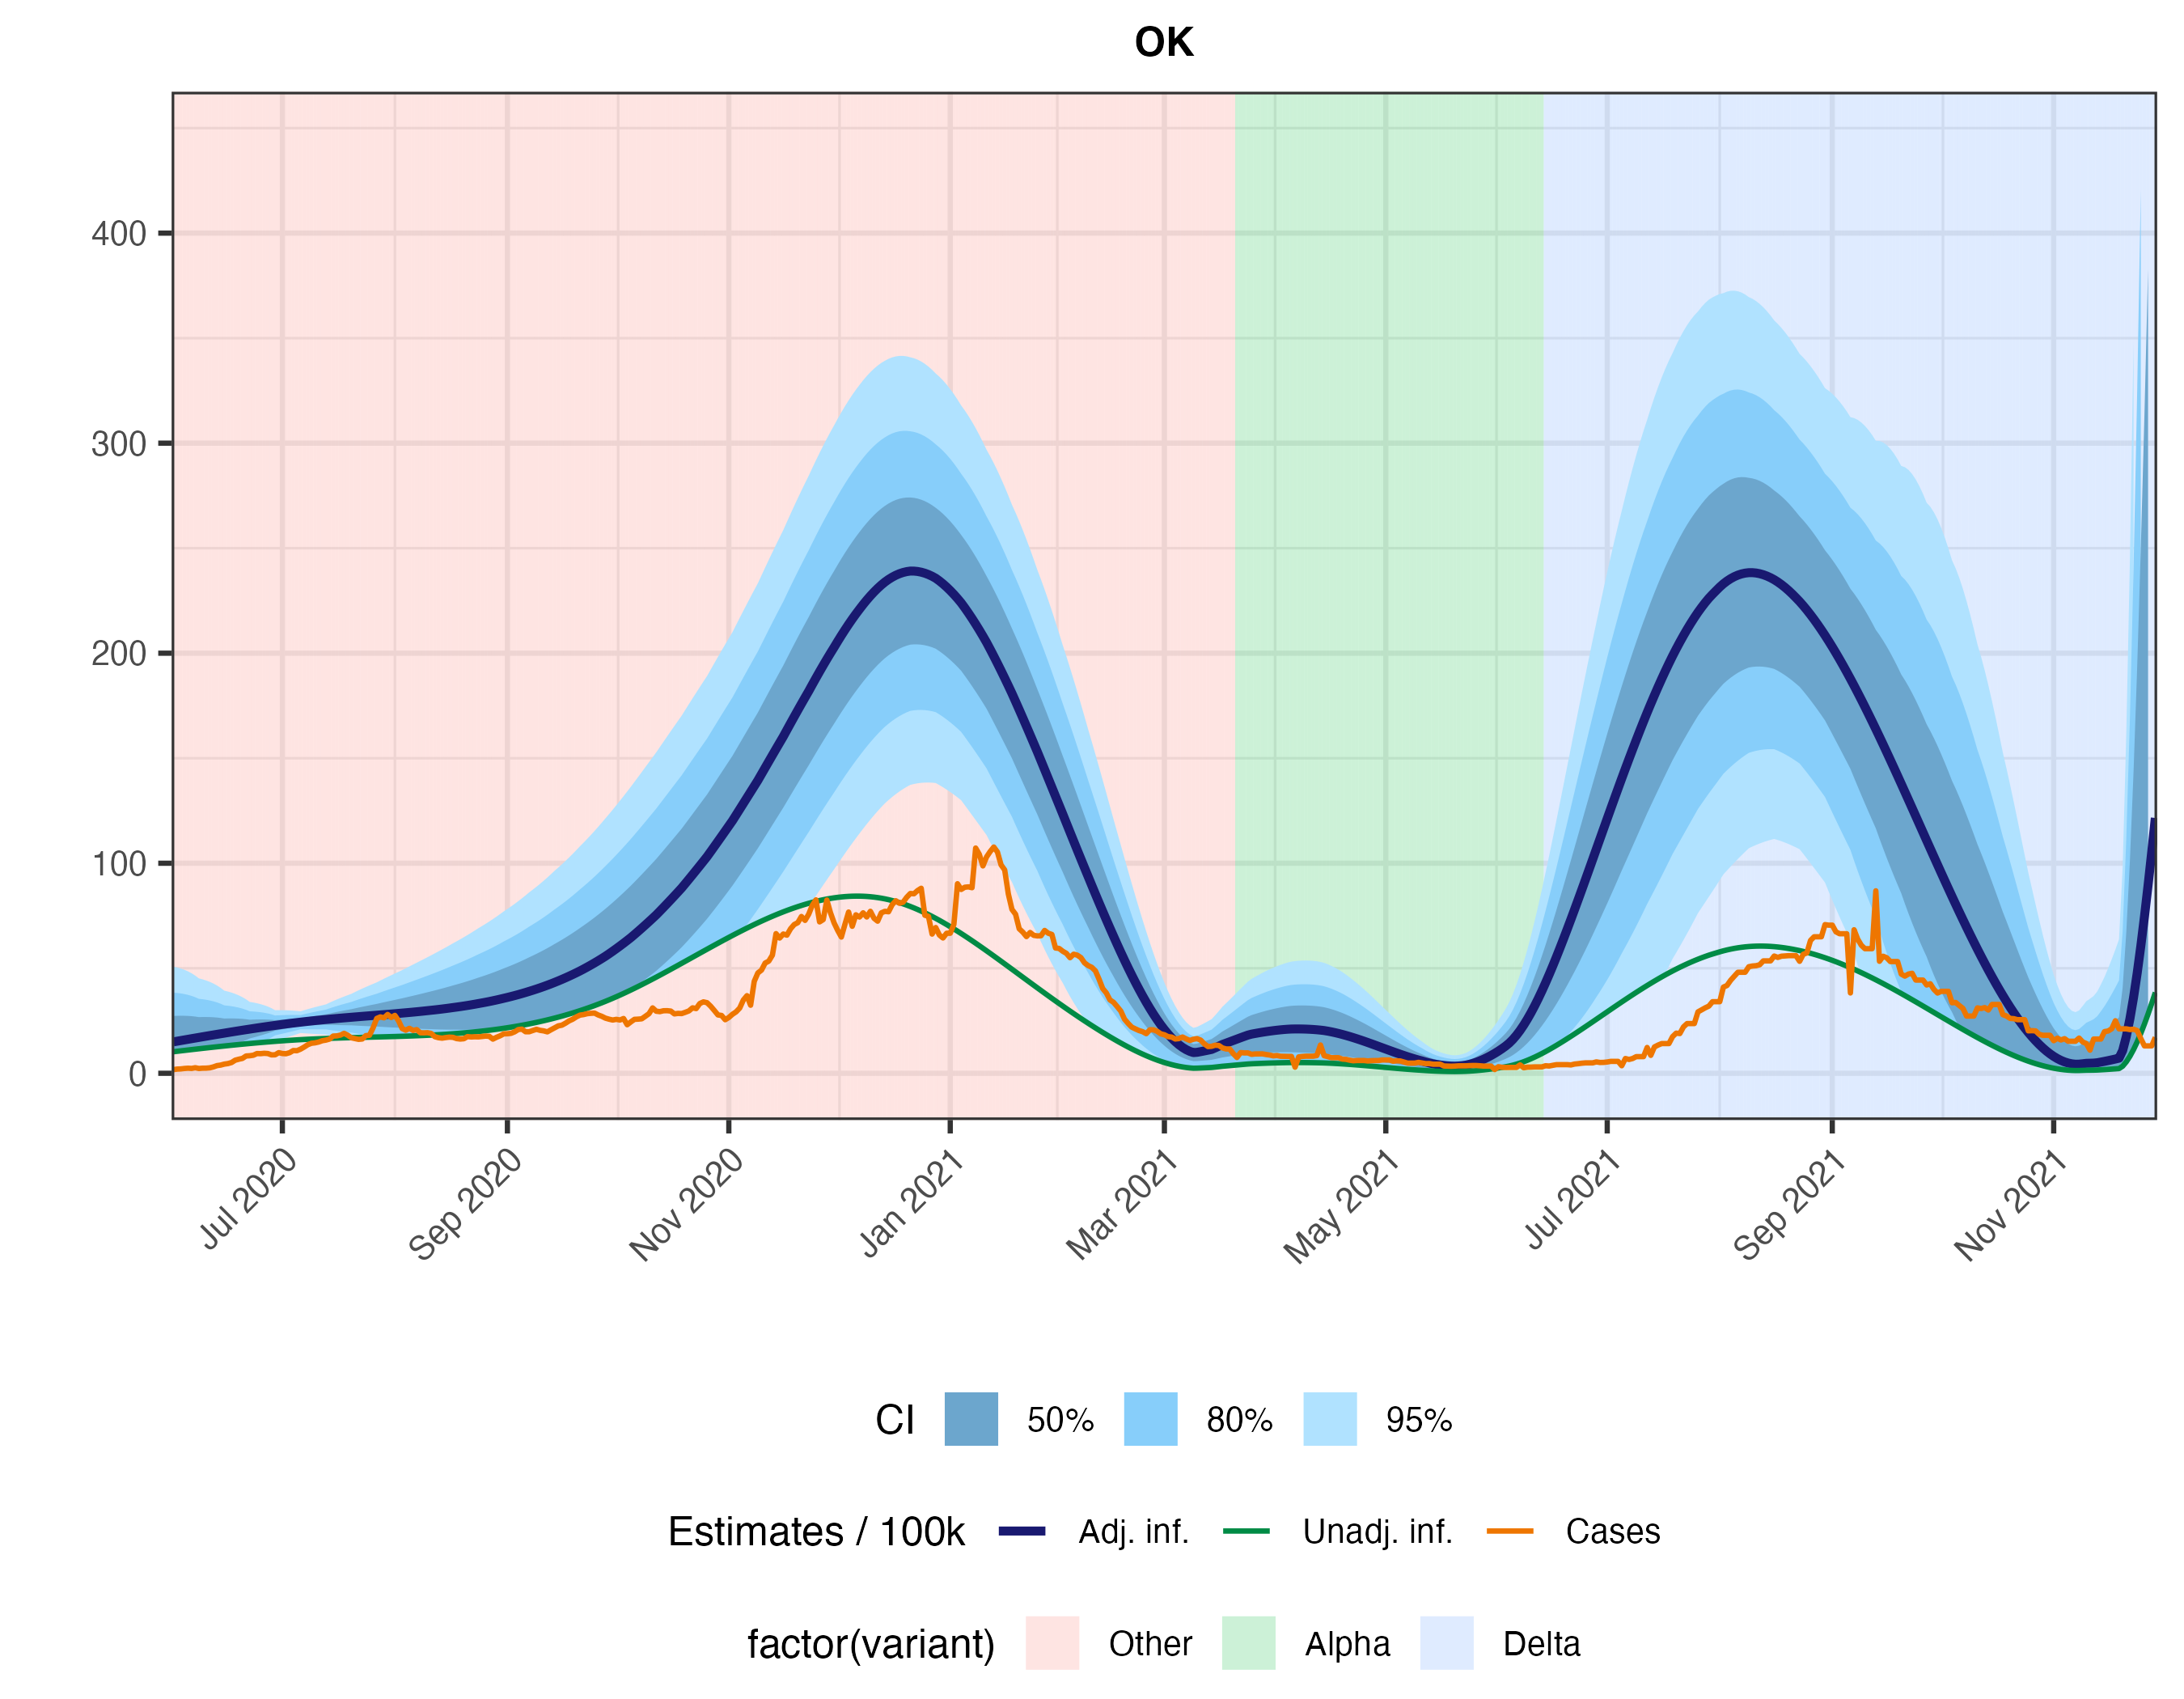 OK
400
300
200
100
0
Jul 2020
Sep 2020
Nov 2020
Jan 2021
Mar 2021
May 2021
Jul 2021
Sep 2021
Nov 2021
CI 50% 80% 95%
Estimates / 100k Adj. inf. Unadj. inf. Cases
factor(variant) Other Alpha Delta